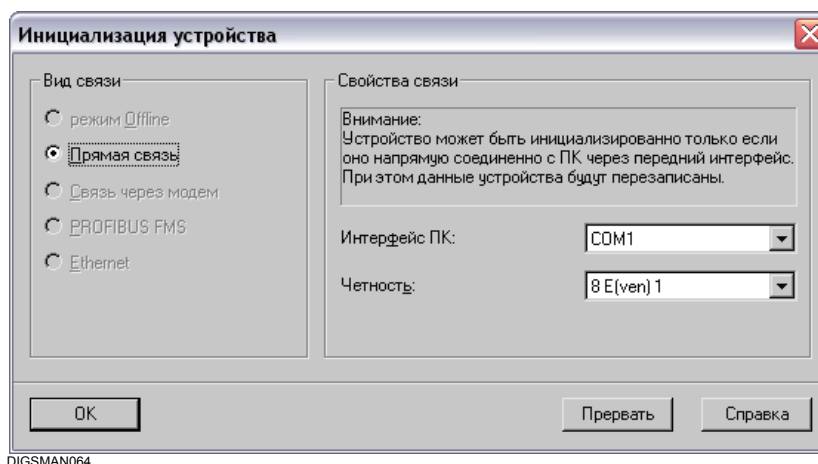 Инициализация устройства
Вид связи
режим Offline
Прямая связь
Связь через модем
PROFIBUS FMS
Ethernet
Свойства связи
Внимание:
Устройство может быть инициализированно только если
оно напрямую соединенно с ПК через передний интерфейс.
При этом данные устройства будут перезаписаны.
Интерфейс ПК:
COM1
Четность:
8 E(ven) 1
OK
Прервать
Справка
DIGSMAN064